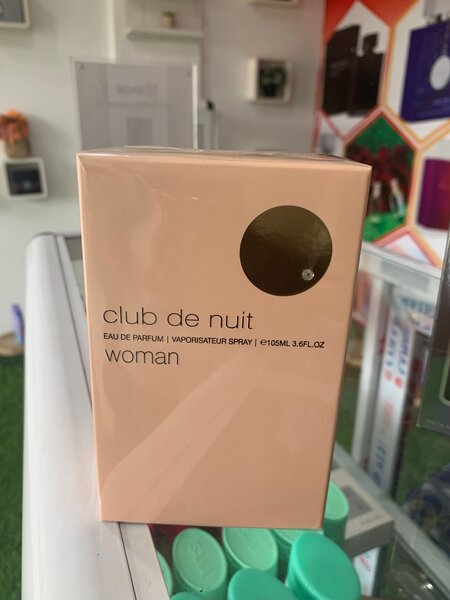 club de nuit
EAU DE PARFUM | VAPORISATEUR SPRAY | ℮105ML 3.6FL.OZ
woman